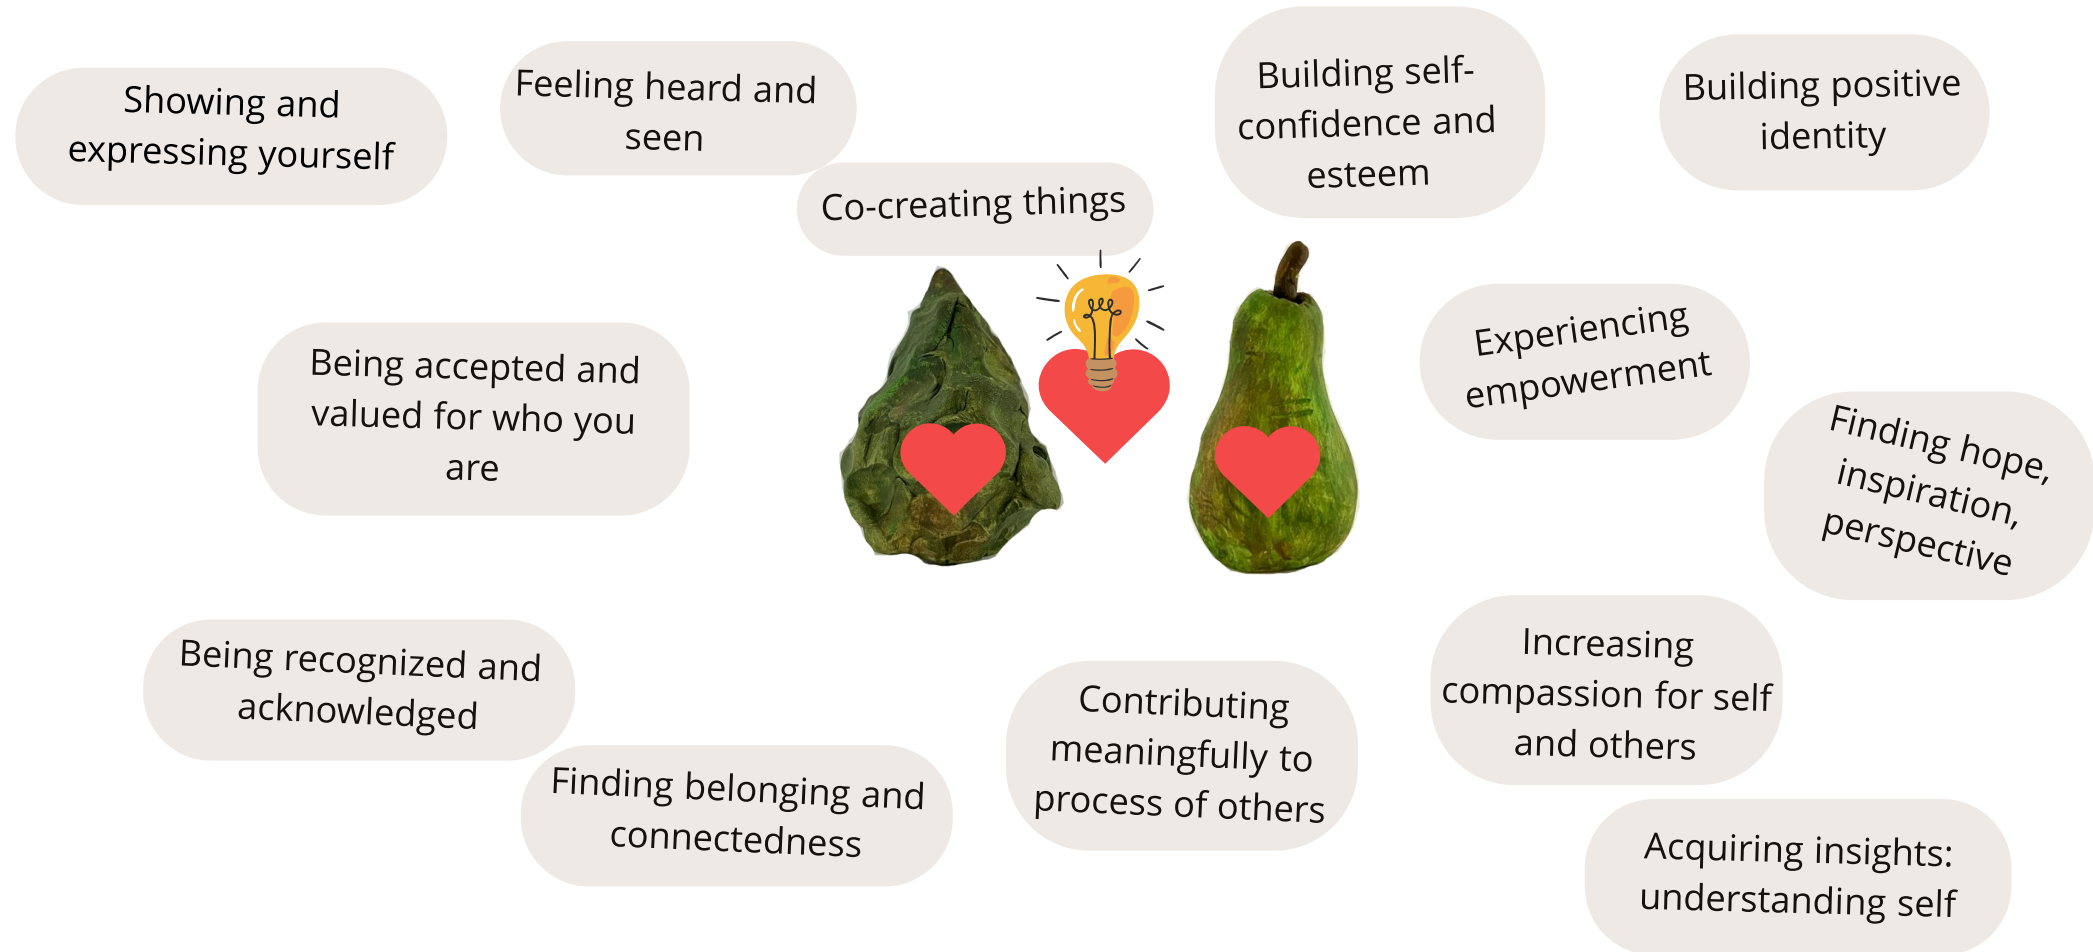 Showing and
expressing yourself
Feeling heard and
seen
Co-creating things
Building self-
confidence and
esteem
Building positive
identity
Being accepted and
valued for who you
are
Experiencing
empowerment
Finding hope,
inspiration,
perspective
Being recognized and
acknowledged
Finding belonging and
connectedness
Contributing
meaningfully to
process of others
Increasing
compassion for self
and others
Acquiring insights:
understanding self